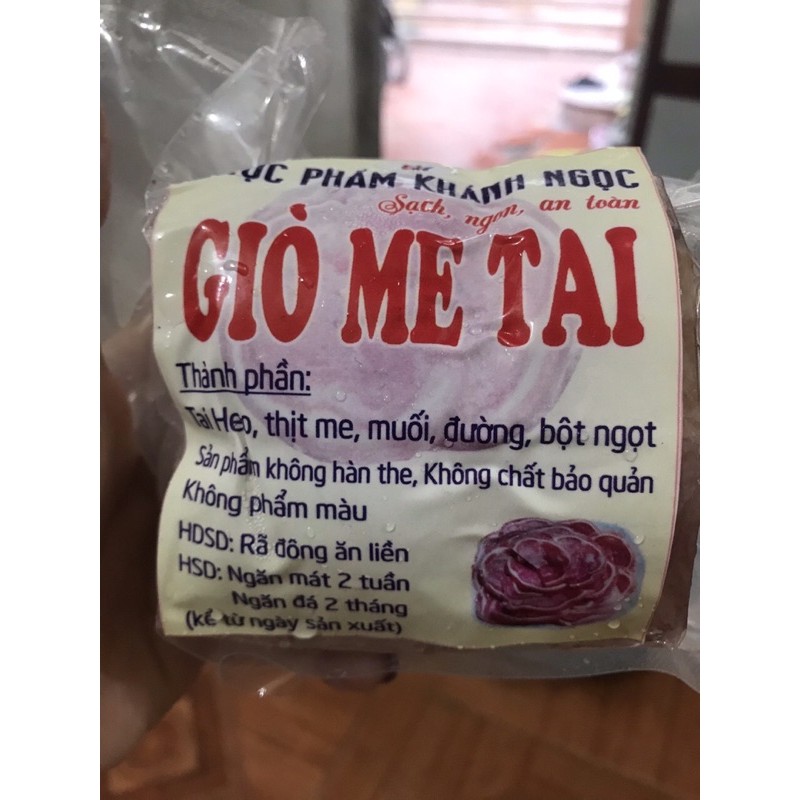 PHẨM KHÁNH NGỌC
Sạch, ngon, an toàn
GIÒ ME TAI
Thành phần:
Tai Heo, thịt me, muối, đường, bột ngọt
Sản phẩm không hàn the, Không chất bảo quản
Không phẩm màu
HDSD: Rã đông ăn liền
HSD: Ngăn mát 2 tuần
Ngăn đá 2 tháng
(kể từ ngày sản xuất)